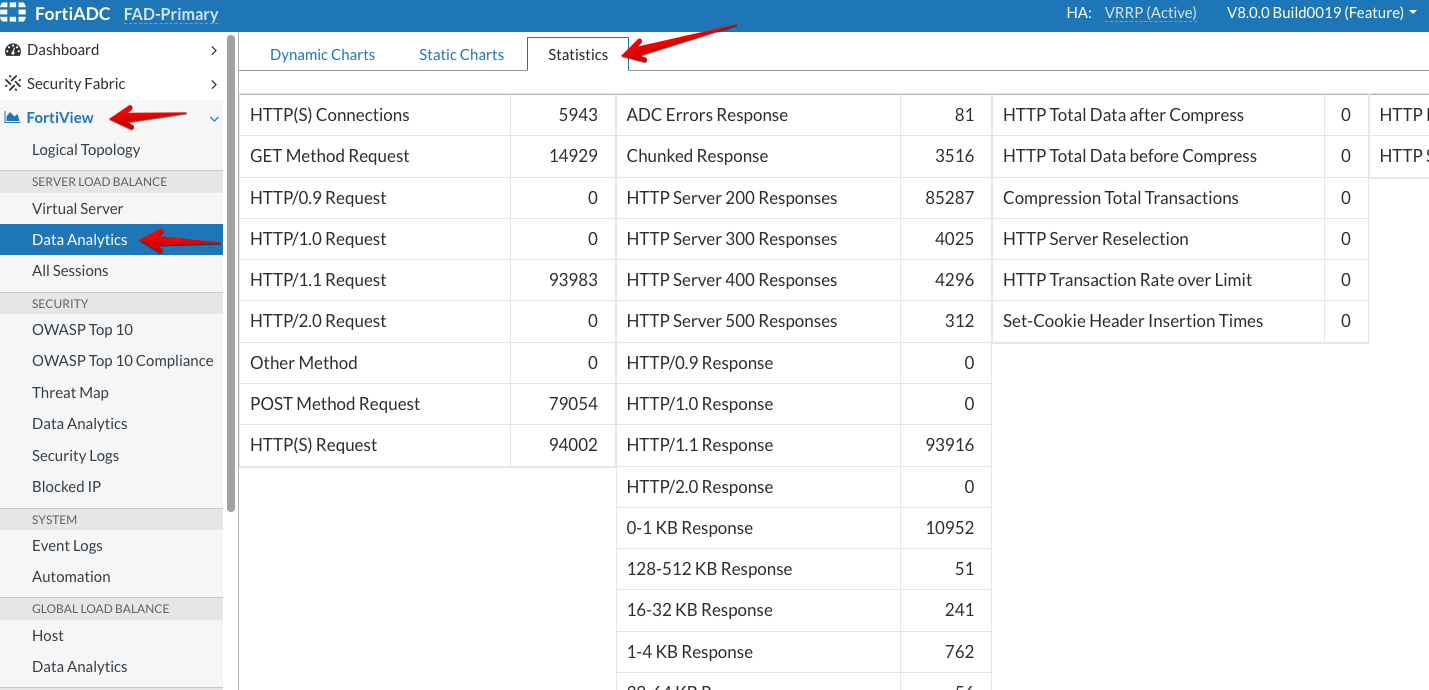 FortiADC FAD-Primary HA: VRRP (Active) V8.0.0 Build0019 (Feature)
Dashboard
Security Fabric
FortiView
Logical Topology
SERVER LOAD BALANCE
Virtual Server
Data Analytics
All Sessions
SECURITY
OWASP Top 10
OWASP Top 10 Compliance
Threat Map
Data Analytics
Security Logs
Blocked IP
SYSTEM
Event Logs
Automation
GLOBAL LOAD BALANCE
Host
Data Analytics
Dynamic Charts Static Charts Statistics
HTTP(S) Connections 5943
GET Method Request 14929
HTTP/0.9 Request 0
HTTP/1.0 Request 0
HTTP/1.1 Request 93983
HTTP/2.0 Request 0
Other Method 0
POST Method Request 79054
HTTP(S) Request 94002
ADC Errors Response 81
Chunked Response 3516
HTTP Server 200 Responses 85287
HTTP Server 300 Responses 4025
HTTP Server 400 Responses 4296
HTTP Server 500 Responses 312
HTTP/0.9 Response 0
HTTP/1.0 Response 0
HTTP/1.1 Response 93916
HTTP/2.0 Response 0
0-1 KB Response 10952
128-512 KB Response 51
16-32 KB Response 241
1-4 KB Response 762
HTTP Total Data after Compress 0
HTTP Total Data before Compress 0
Compression Total Transactions 0
HTTP Server Reselection 0
HTTP Transaction Rate over Limit 0
Set-Cookie Header Insertion Times 0
HTTP
HTTP